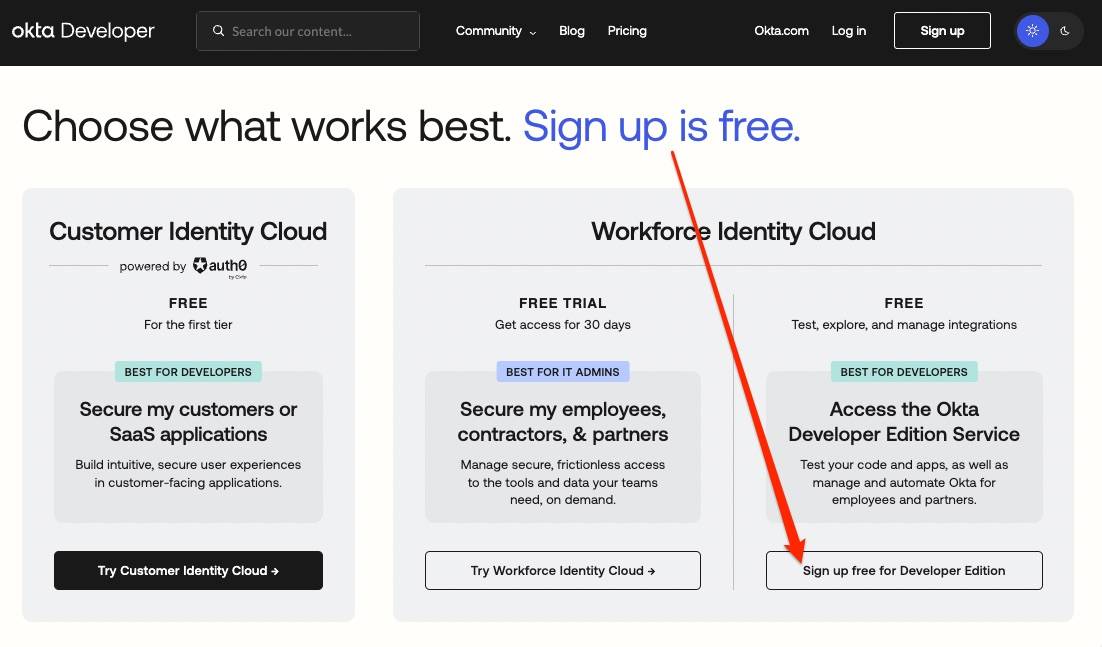 okta Developer
Search our content...
Community
Blog
Pricing
Okta.com
Log in
Sign up
Choose what works best. Sign up is free.
Customer Identity Cloud
powered by auth0
by Okta
FREE
For the first tier
BEST FOR DEVELOPERS
Secure my customers or
SaaS applications
Build intuitive, secure user experiences
in customer-facing applications.
Try Customer Identity Cloud →
Workforce Identity Cloud
FREE TRIAL
Get access for 30 days
BEST FOR IT ADMINS
Secure my employees,
contractors, & partners
Manage secure, frictionless access
to the tools and data your teams
need, on demand.
Try Workforce Identity Cloud →
FREE
Test, explore, and manage integrations
BEST FOR DEVELOPERS
Access the Okta
Developer Edition Service
Test your code and apps, as well as
manage and automate Okta for
employees and partners.
Sign up free for Developer Edition